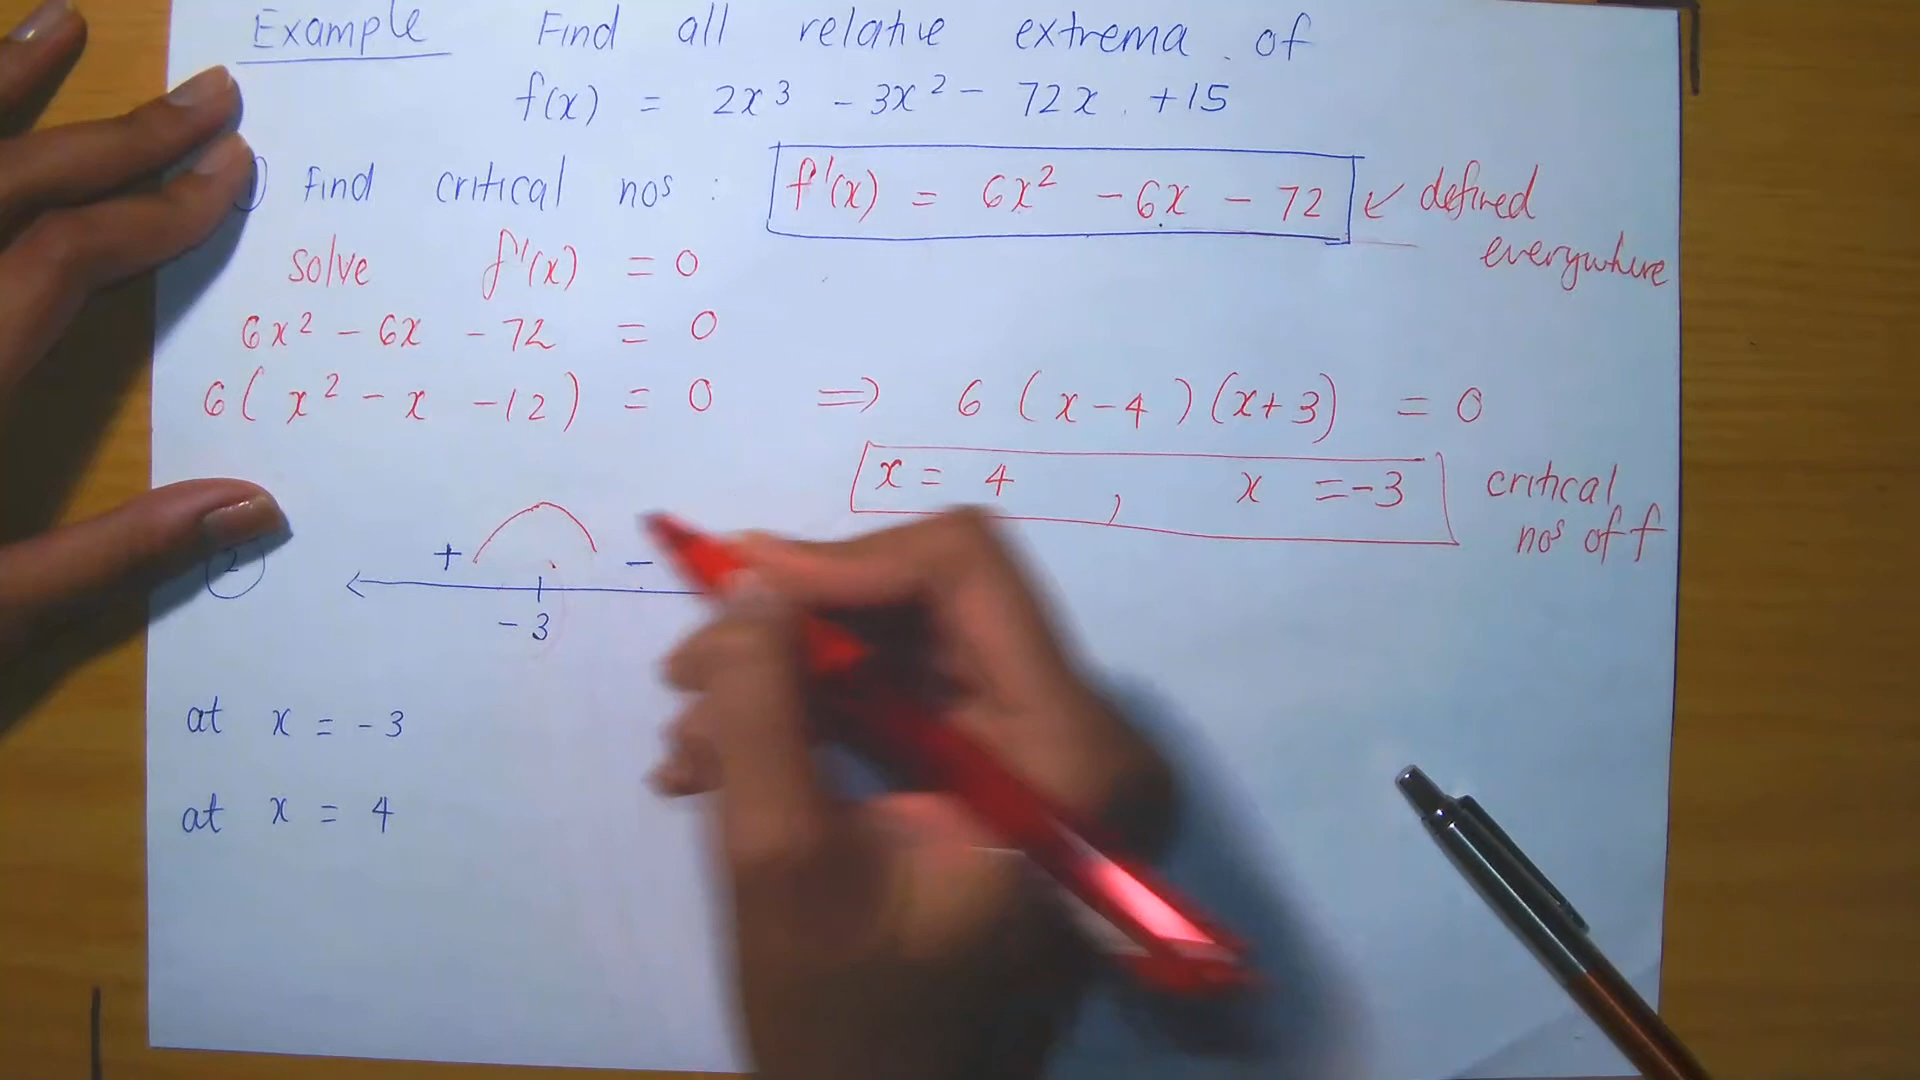 Example Find all relative extrema of
f(x) = 2x³ - 3x² - 72x + 15
1) Find critical nos : f'(x) = 6x² - 6x - 72 ↙ defined everywhere
solve f'(x) = 0
6x² - 6x - 72 = 0
6(x² - x - 12) = 0 ⇒ 6(x-4)(x+3) = 0
x = 4 , x = -3 critical nos of f
2
+ -
-3
at x = -3
at x = 4